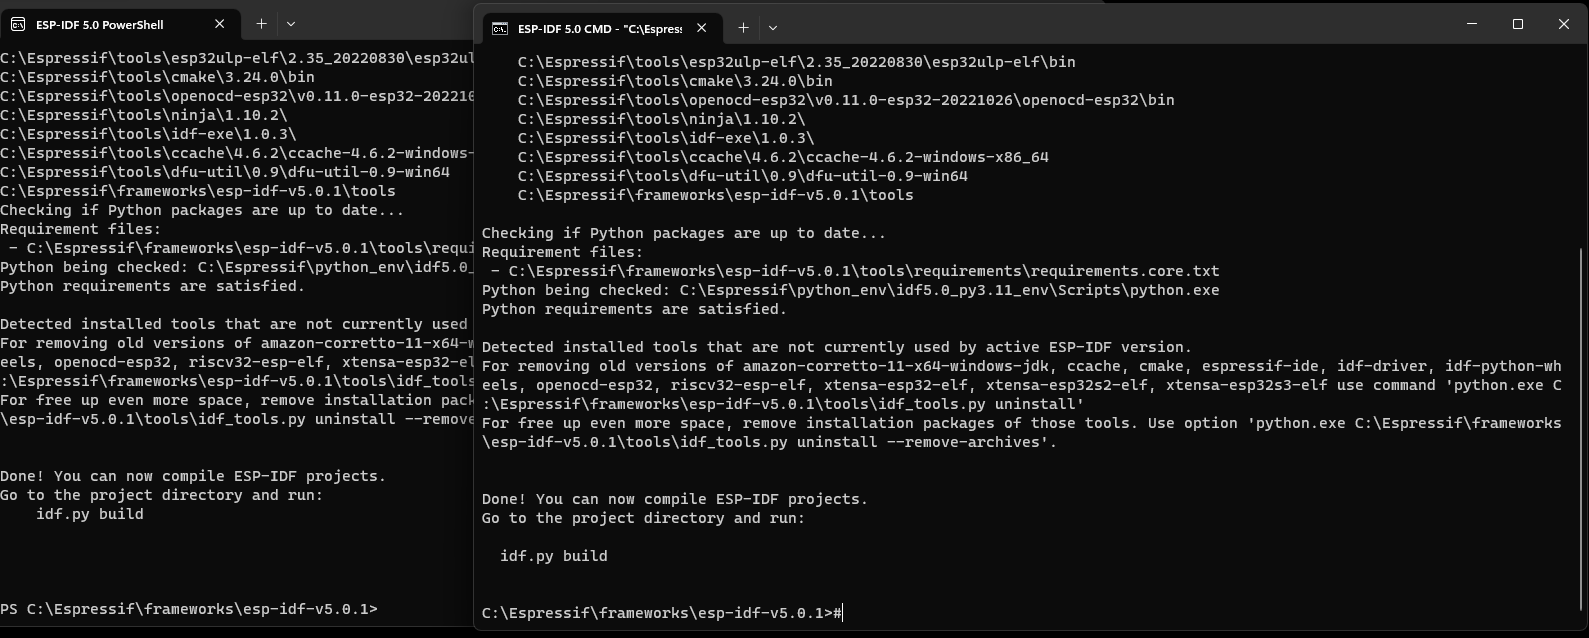 ESP-IDF 5.0 PowerShell
C:\Espressif\tools\esp32ulp-elf\2.35_20220830\esp32ul
C:\Espressif\tools\cmake\3.24.0\bin
C:\Espressif\tools\openocd-esp32\v0.11.0-esp32-202210
C:\Espressif\tools\ninja\1.10.2\
C:\Espressif\tools\idf-exe\1.0.3\
C:\Espressif\tools\ccache\4.6.2\ccache-4.6.2-windows-
C:\Espressif\tools\dfu-util\0.9\dfu-util-0.9-win64
C:\Espressif\frameworks\esp-idf-v5.0.1\tools
Checking if Python packages are up to date...
Requirement files:
 - C:\Espressif\frameworks\esp-idf-v5.0.1\tools\requi
Python being checked: C:\Espressif\python_env\idf5.0_
Python requirements are satisfied.
Detected installed tools that are not currently used
For removing old versions of amazon-corretto-11-x64-w
eels, openocd-esp32, riscv32-esp-elf, xtensa-esp32-el
:\Espressif\frameworks\esp-idf-v5.0.1\tools\idf_tools
For free up even more space, remove installation pack
\esp-idf-v5.0.1\tools\idf_tools.py uninstall --remove
Done! You can now compile ESP-IDF projects.
Go to the project directory and run:
    idf.py build
PS C:\Espressif\frameworks\esp-idf-v5.0.1>
ESP-IDF 5.0 CMD - "C:\Espress
    C:\Espressif\tools\esp32ulp-elf\2.35_20220830\esp32ulp-elf\bin
    C:\Espressif\tools\cmake\3.24.0\bin
    C:\Espressif\tools\openocd-esp32\v0.11.0-esp32-20221026\openocd-esp32\bin
    C:\Espressif\tools\ninja\1.10.2\
    C:\Espressif\tools\idf-exe\1.0.3\
    C:\Espressif\tools\ccache\4.6.2\ccache-4.6.2-windows-x86_64
    C:\Espressif\tools\dfu-util\0.9\dfu-util-0.9-win64
    C:\Espressif\frameworks\esp-idf-v5.0.1\tools
Checking if Python packages are up to date...
Requirement files:
 - C:\Espressif\frameworks\esp-idf-v5.0.1\tools\requirements\requirements.core.txt
Python being checked: C:\Espressif\python_env\idf5.0_py3.11_env\Scripts\python.exe
Python requirements are satisfied.
Detected installed tools that are not currently used by active ESP-IDF version.
For removing old versions of amazon-corretto-11-x64-windows-jdk, ccache, cmake, espressif-ide, idf-driver, idf-python-wh
eels, openocd-esp32, riscv32-esp-elf, xtensa-esp32-elf, xtensa-esp32s2-elf, xtensa-esp32s3-elf use command 'python.exe C
:\Espressif\frameworks\esp-idf-v5.0.1\tools\idf_tools.py uninstall'
For free up even more space, remove installation packages of those tools. Use option 'python.exe C:\Espressif\frameworks
\esp-idf-v5.0.1\tools\idf_tools.py uninstall --remove-archives'.
Done! You can now compile ESP-IDF projects.
Go to the project directory and run:
  idf.py build
C:\Espressif\frameworks\esp-idf-v5.0.1>#